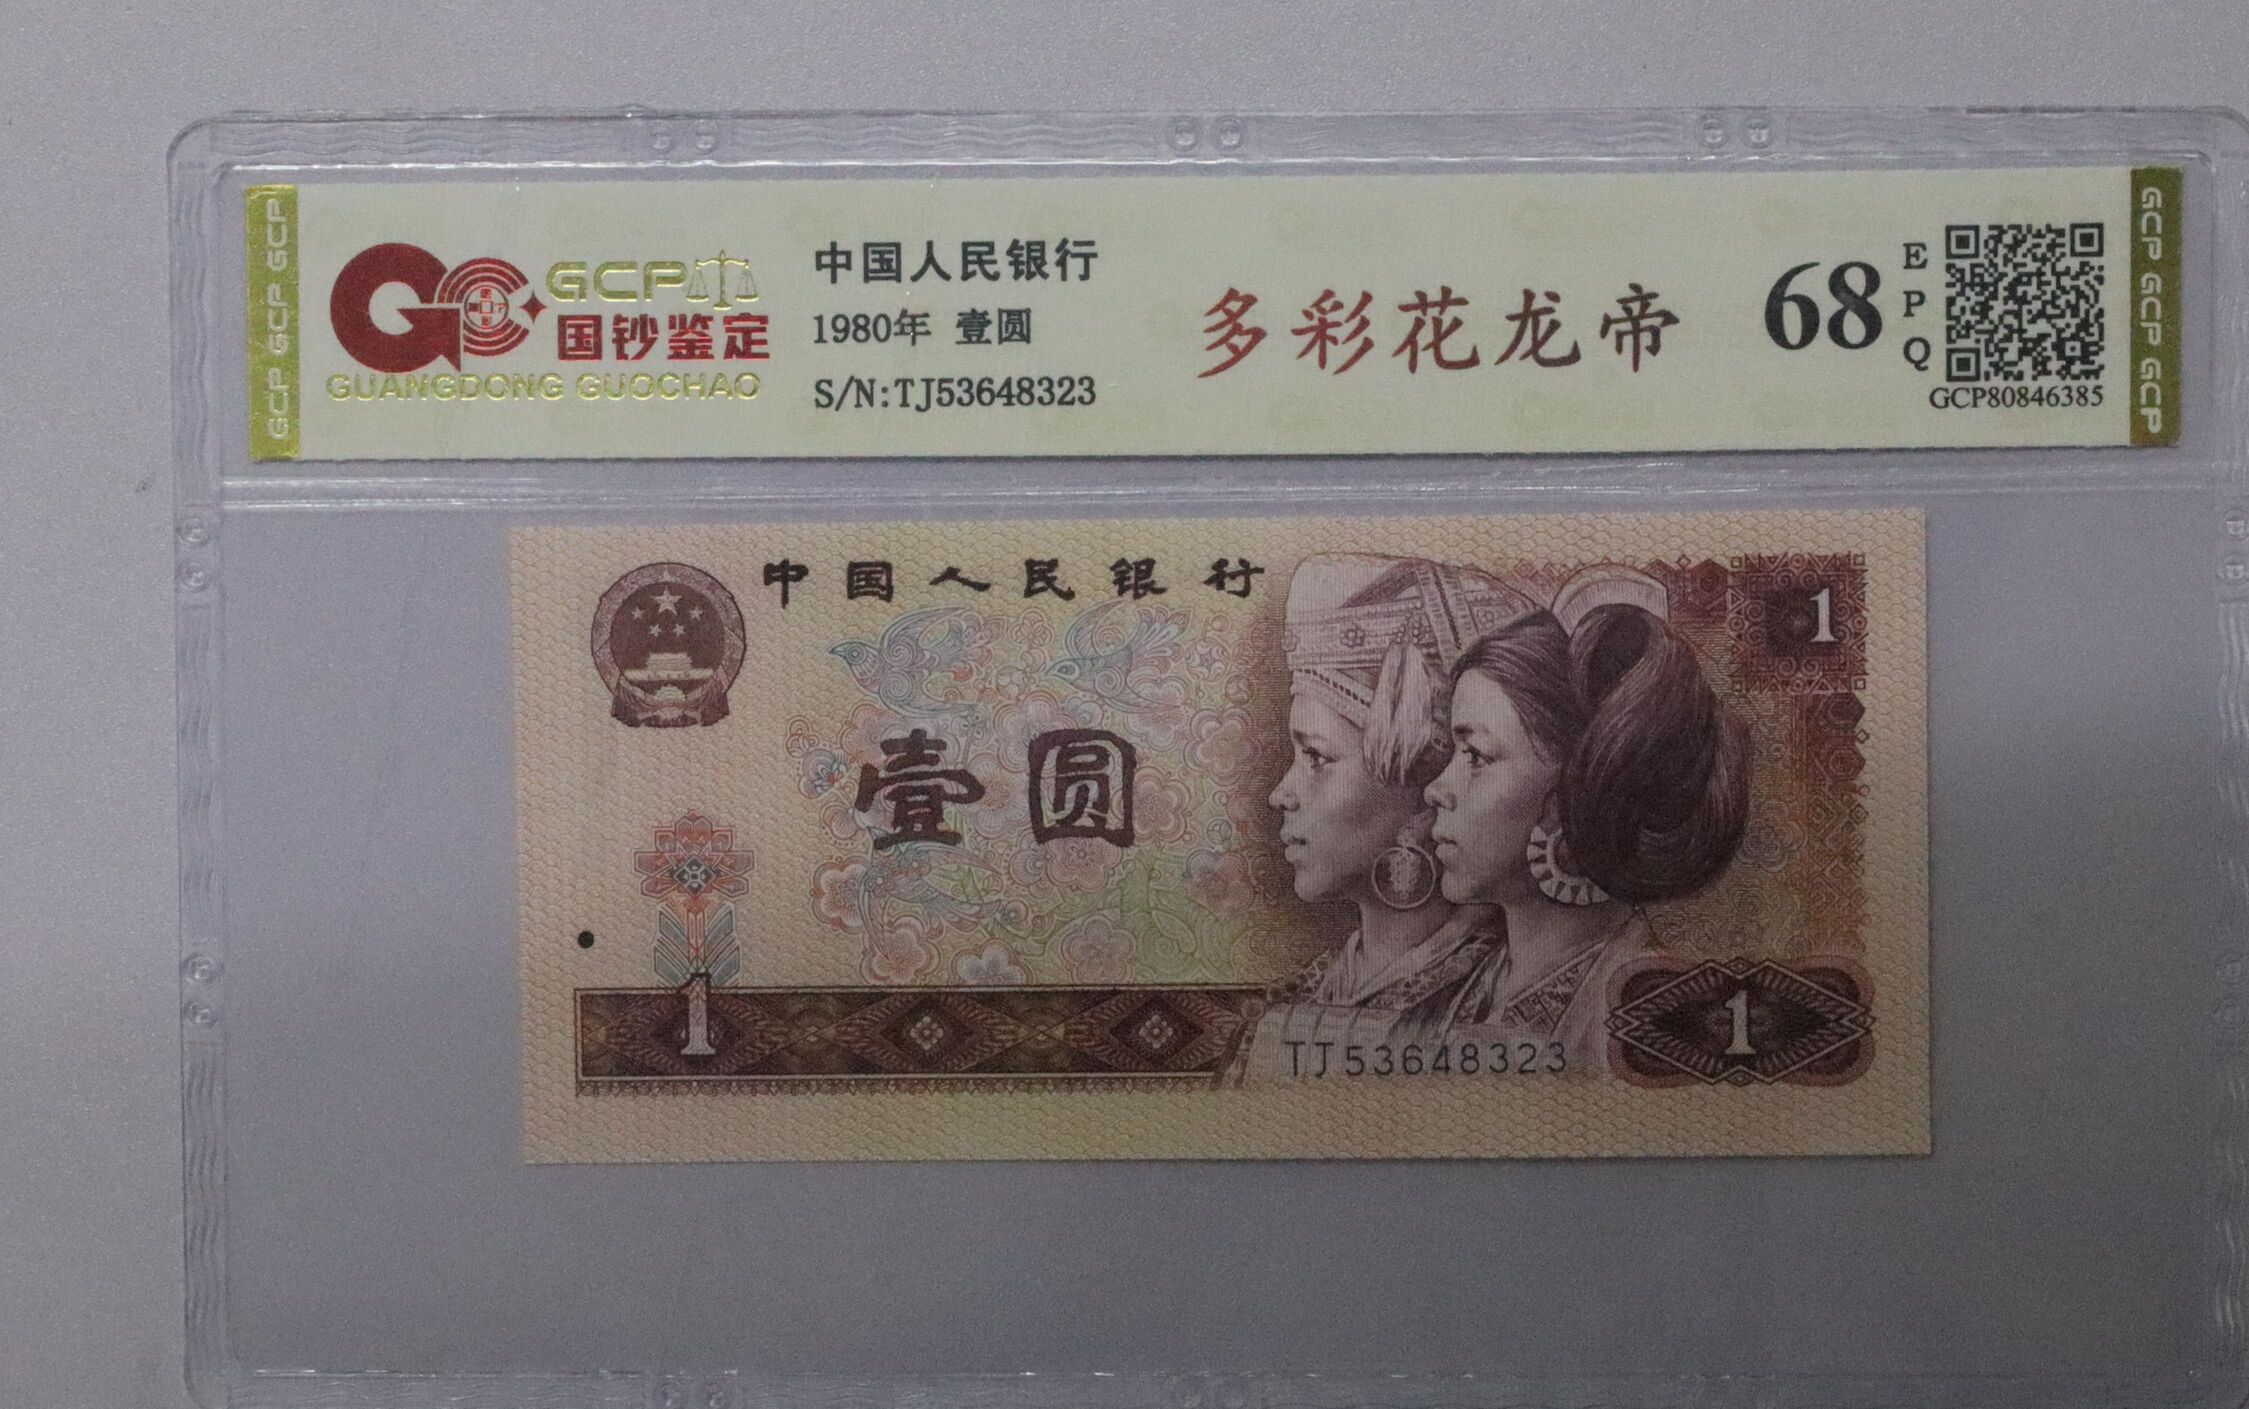 GCP GCP GCP
GCP
国钞鉴定
GUANGDONG GUOCHAO
中国人民银行
1980年 壹圆
S/N:TJ53648323
多彩花龙帝
68
EPQ
GCP80846385
GCP GCP GCP
中国人民银行
1
壹圆
1
1
TJ53648323